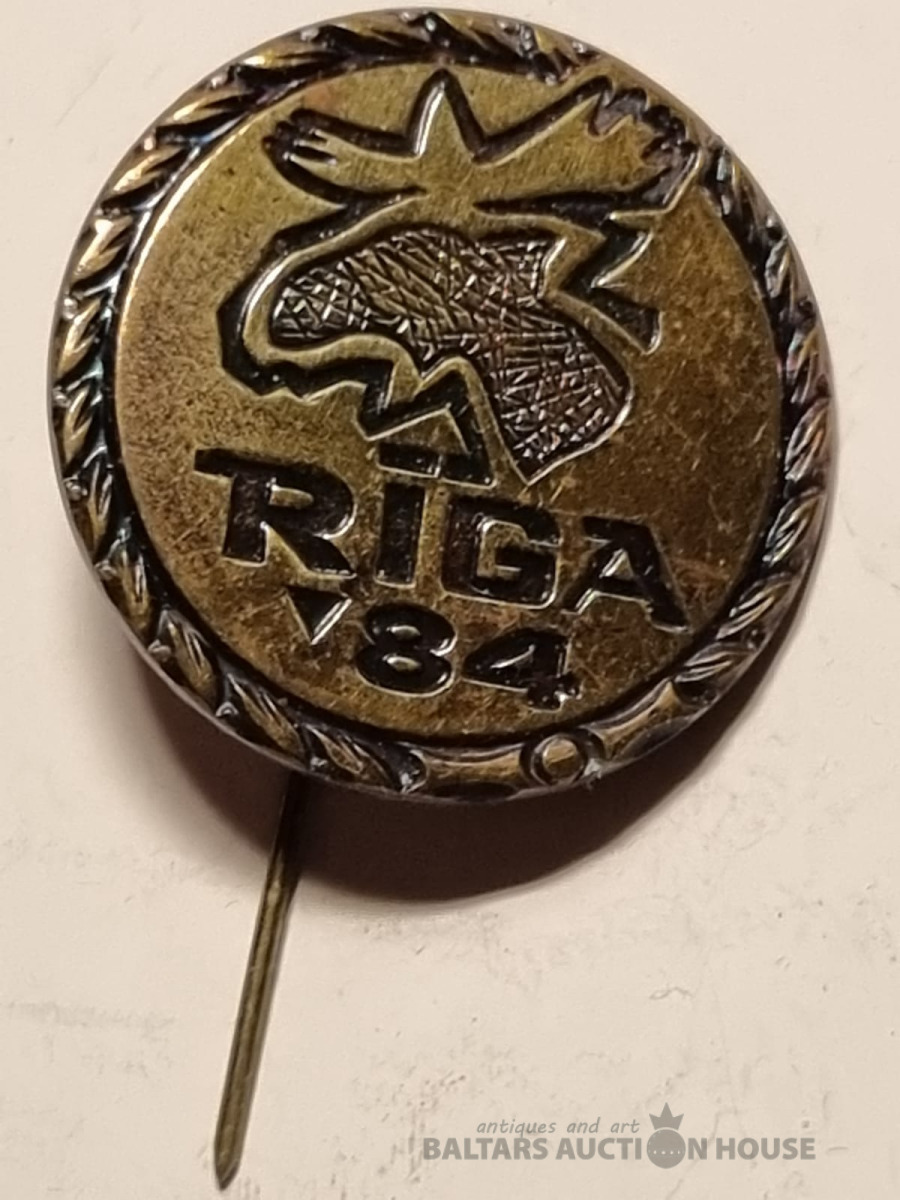 RĪGA
'84
antiques and art
BALTARS AUCTION HOUSE